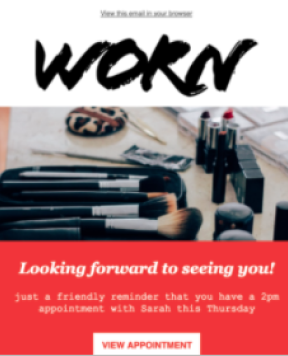 View this email in your browser
WORN
Looking forward to seeing you!
just a friendly reminder that you have a 2pm
appointment with Sarah this Thursday
VIEW APPOINTMENT